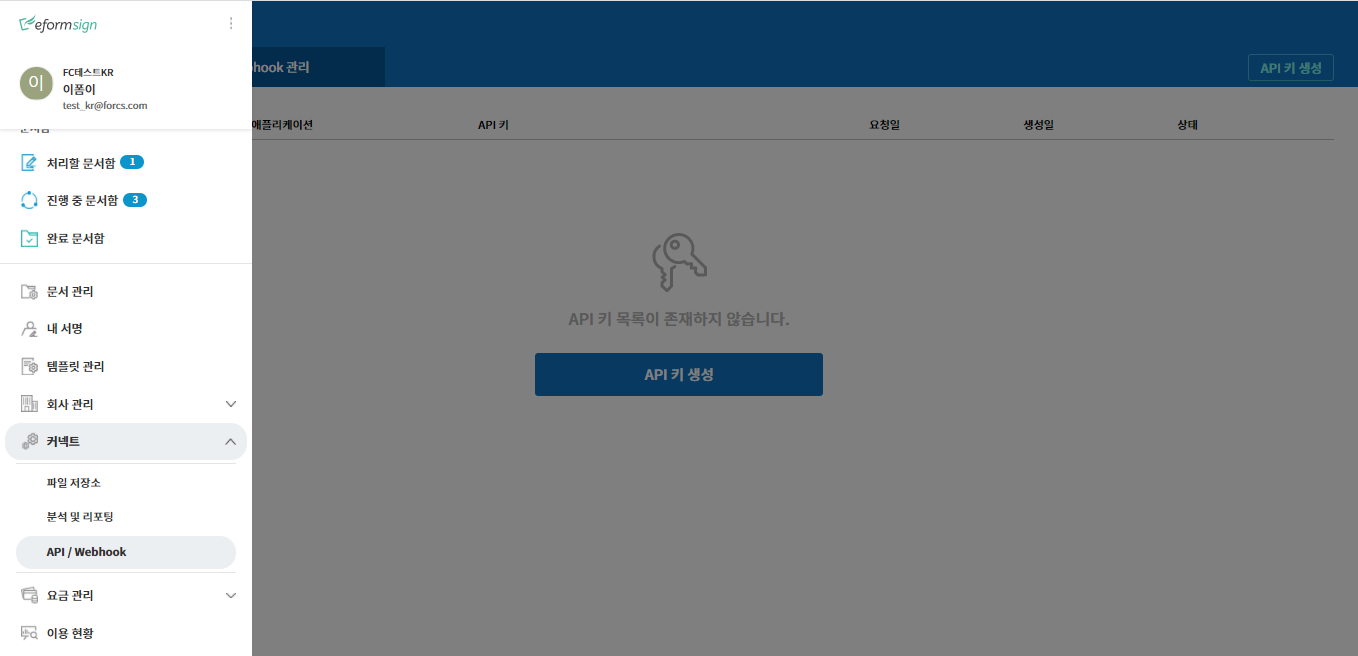 eformsign
이
FC테스트KR
이폼이
test_kr@forcs.com
문서함
처리할 문서함 1
진행 중 문서함 3
완료 문서함
문서 관리
내 서명
템플릿 관리
회사 관리
커넥트
파일 저장소
분석 및 리포팅
API / Webhook
요금 관리
이용 현황
hook 관리
API 키 생성
애플리케이션 API 키 요청일 생성일 상태
API 키 목록이 존재하지 않습니다.
API 키 생성